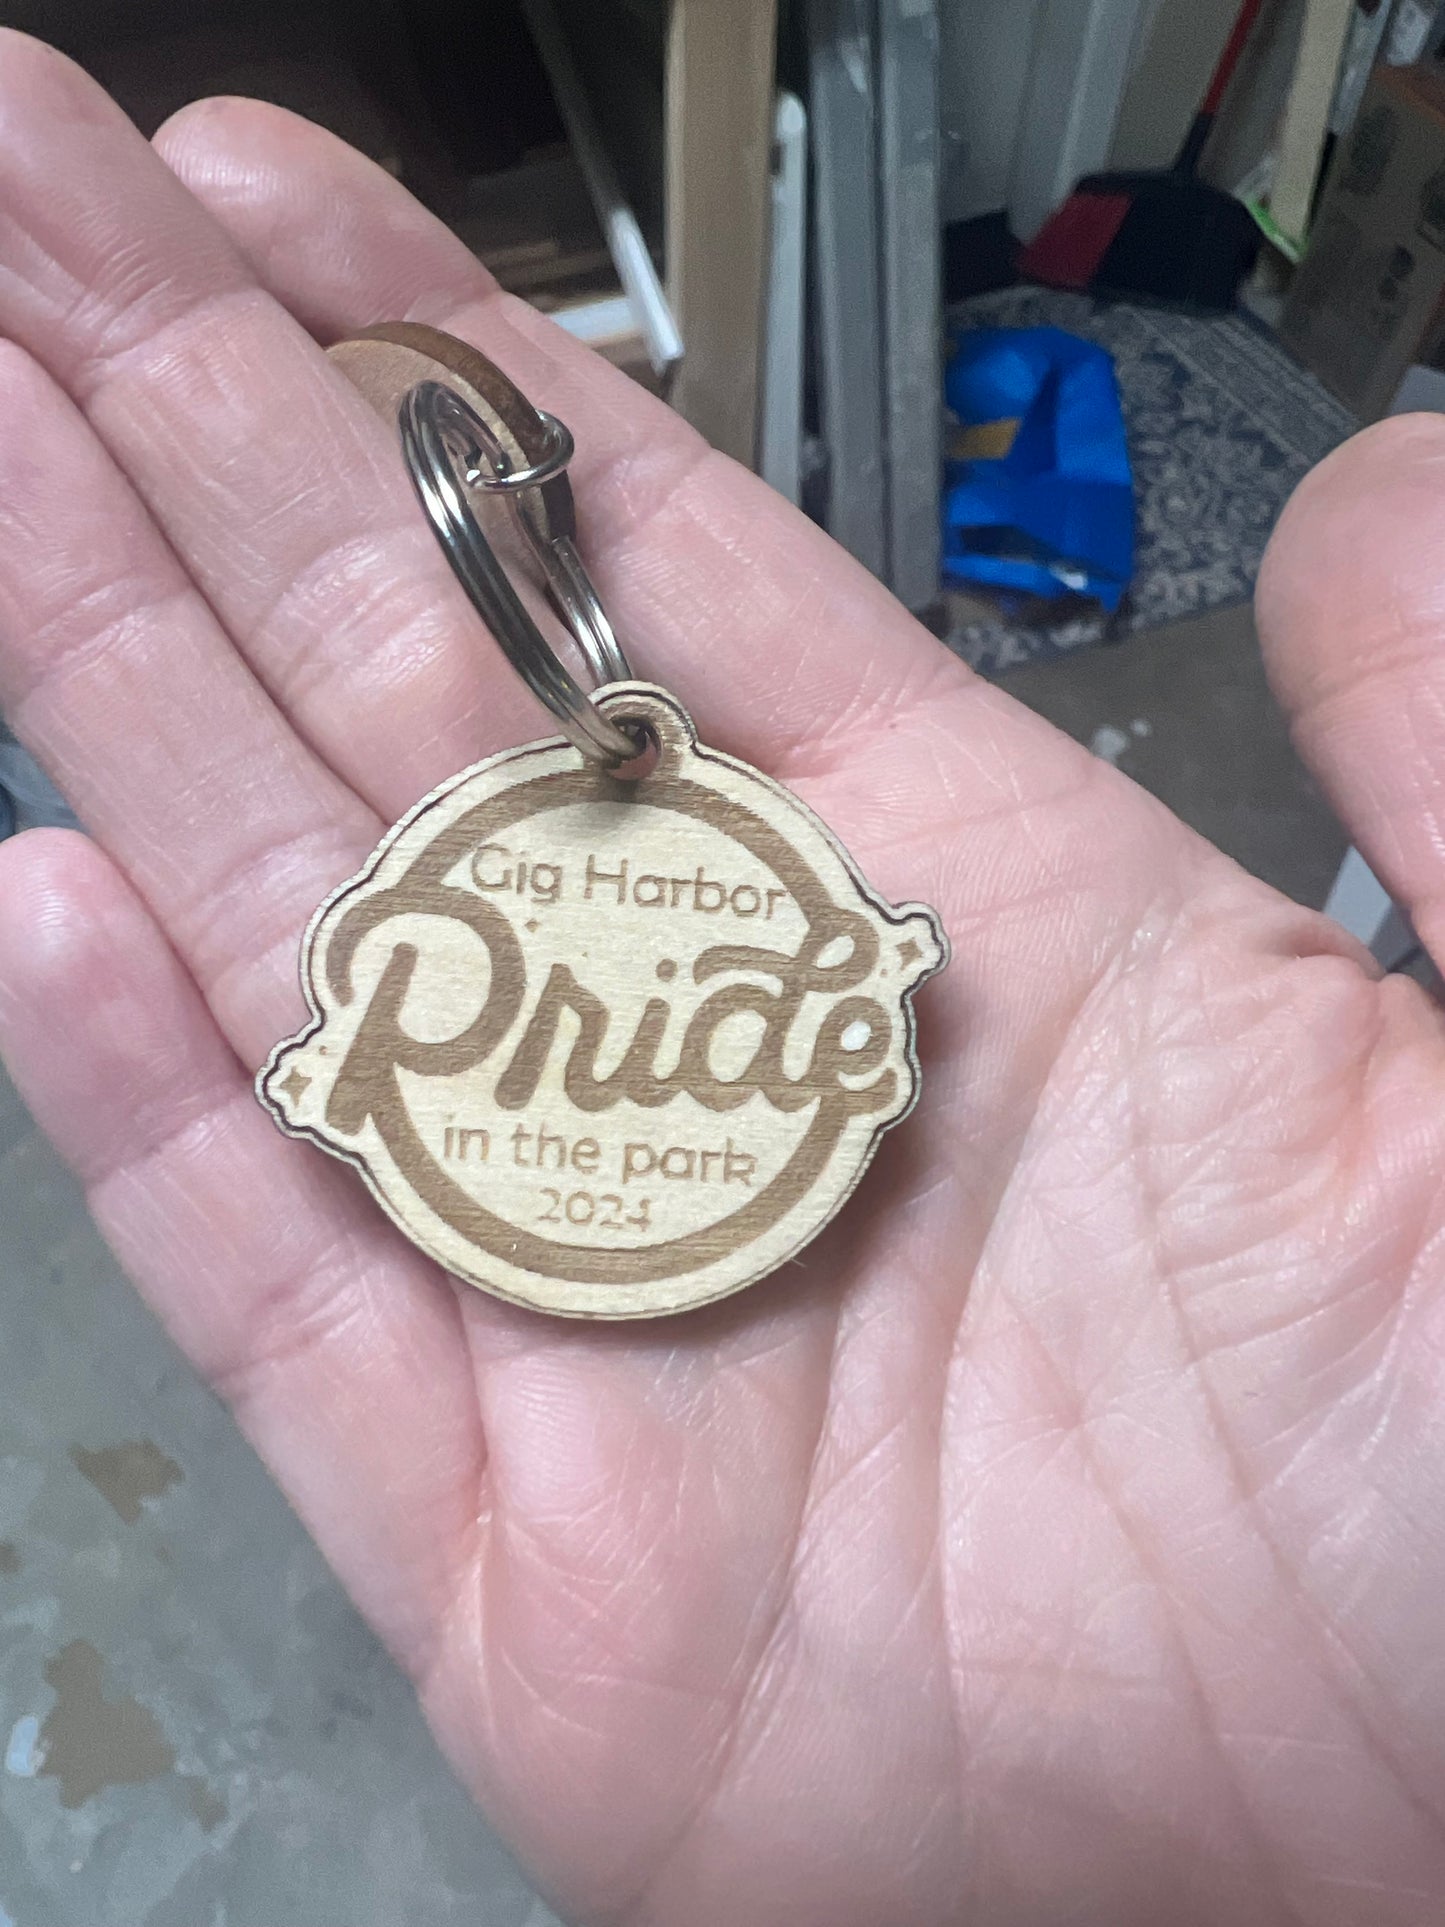 Gig Harbor
Pride
in the park
2024